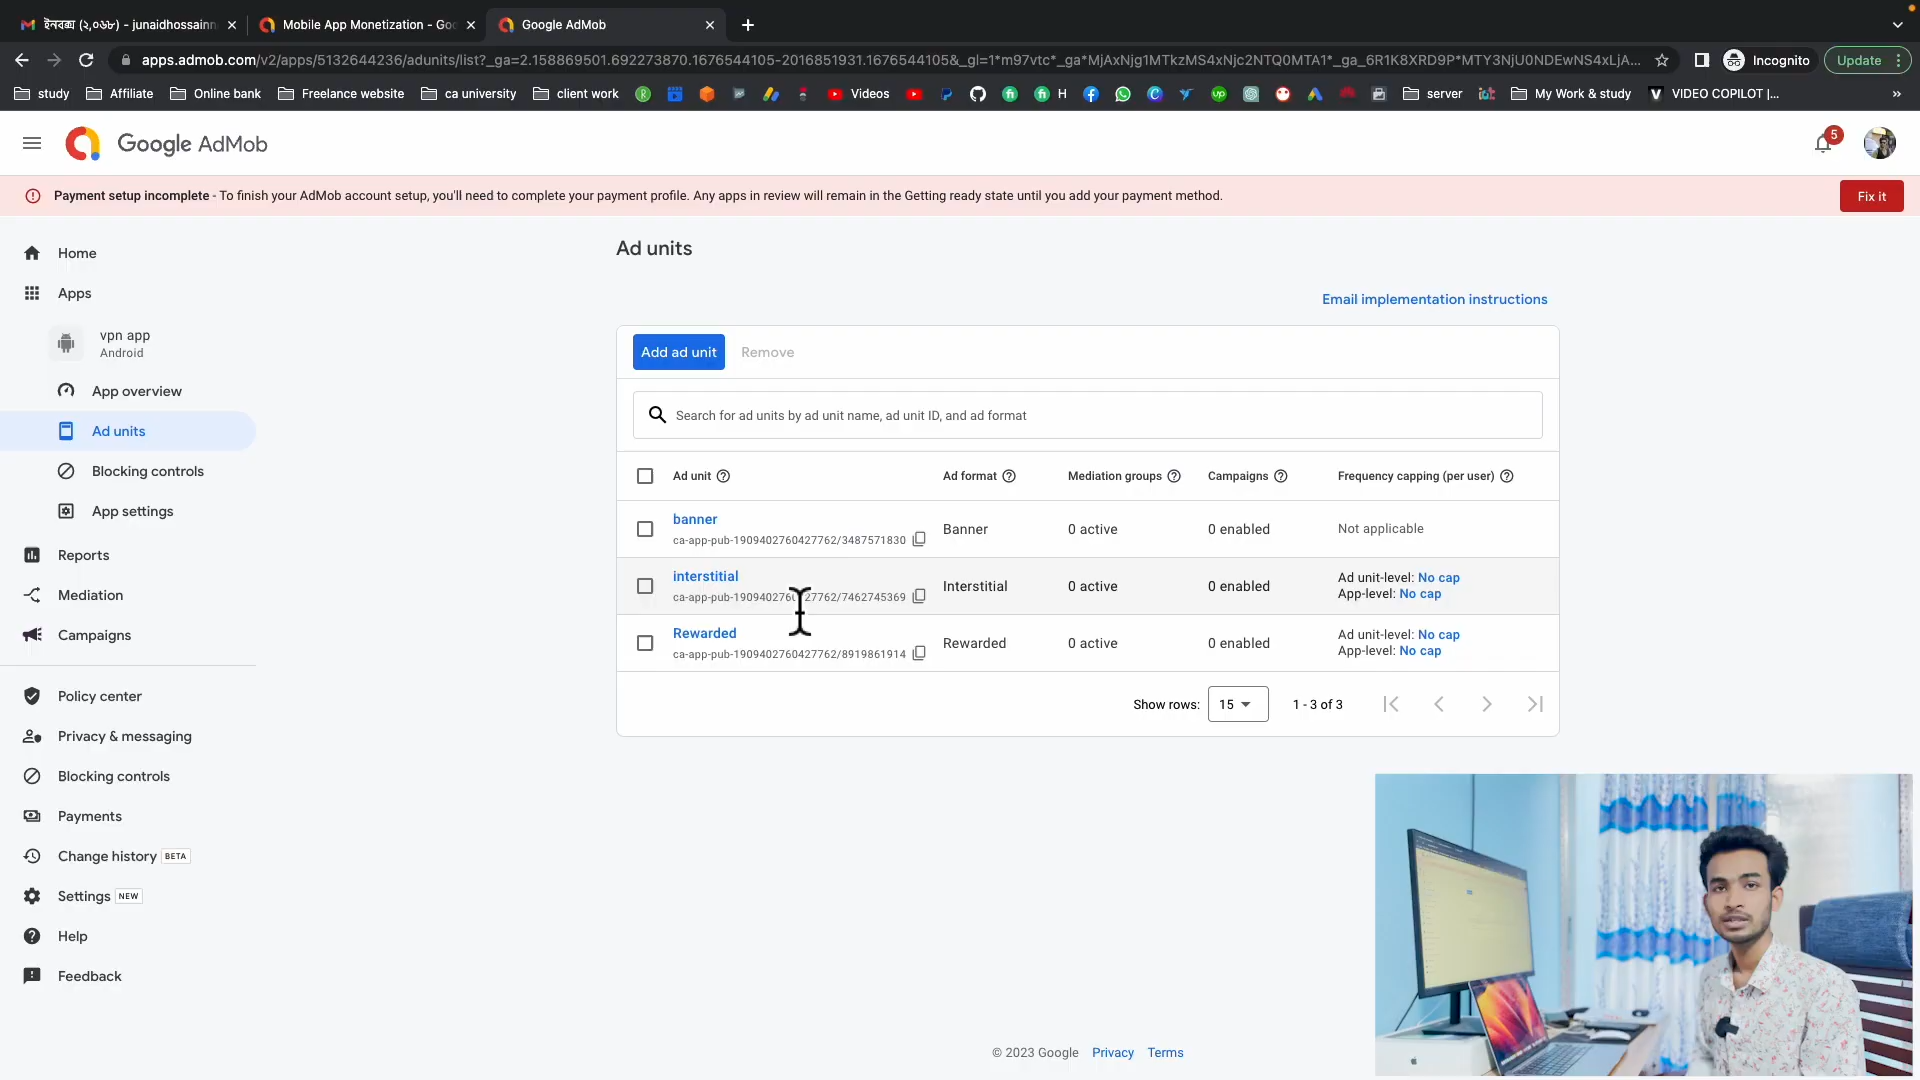 ইনবক্স (২,০৬৮) - junaidhossainn
Mobile App Monetization - Goo
Google AdMob
apps.admob.com/v2/apps/5132644236/adunits/list?_ga=2.158869501.692273870.1676544105-2016851931.1676544105&_gl=1*m97vtc*_ga*MjAxNjg1MTkzMS4xNjc2NTQ0MTA1*_ga_6R1K8XRD9P*MTY3NjU0NDEwNS4xLjA...
Incognito
Update
study
Affiliate
Online bank
Freelance website
ca university
client work
Videos
H
server
My Work & study
VIDEO COPILOT |...
Google AdMob
5
Payment setup incomplete - To finish your AdMob account setup, you'll need to complete your payment profile. Any apps in review will remain in the Getting ready state until you add your payment method.
Fix it
Home
Apps
vpn app
Android
App overview
Ad units
Blocking controls
App settings
Reports
Mediation
Campaigns
Policy center
Privacy & messaging
Blocking controls
Payments
Change history BETA
Settings NEW
Help
Feedback
Ad units
Email implementation instructions
Add ad unit
Remove
Search for ad units by ad unit name, ad unit ID, and ad format
Ad unit
Ad format
Mediation groups
Campaigns
Frequency capping (per user)
banner
ca-app-pub-1909402760427762/3487571830
Banner
0 active
0 enabled
Not applicable
interstitial
ca-app-pub-1909402760427762/7462745369
Interstitial
0 active
0 enabled
Ad unit-level: No cap
App-level: No cap
Rewarded
ca-app-pub-1909402760427762/8919861914
Rewarded
0 active
0 enabled
Ad unit-level: No cap
App-level: No cap
Show rows:
15
1 - 3 of 3
© 2023 Google
Privacy
Terms